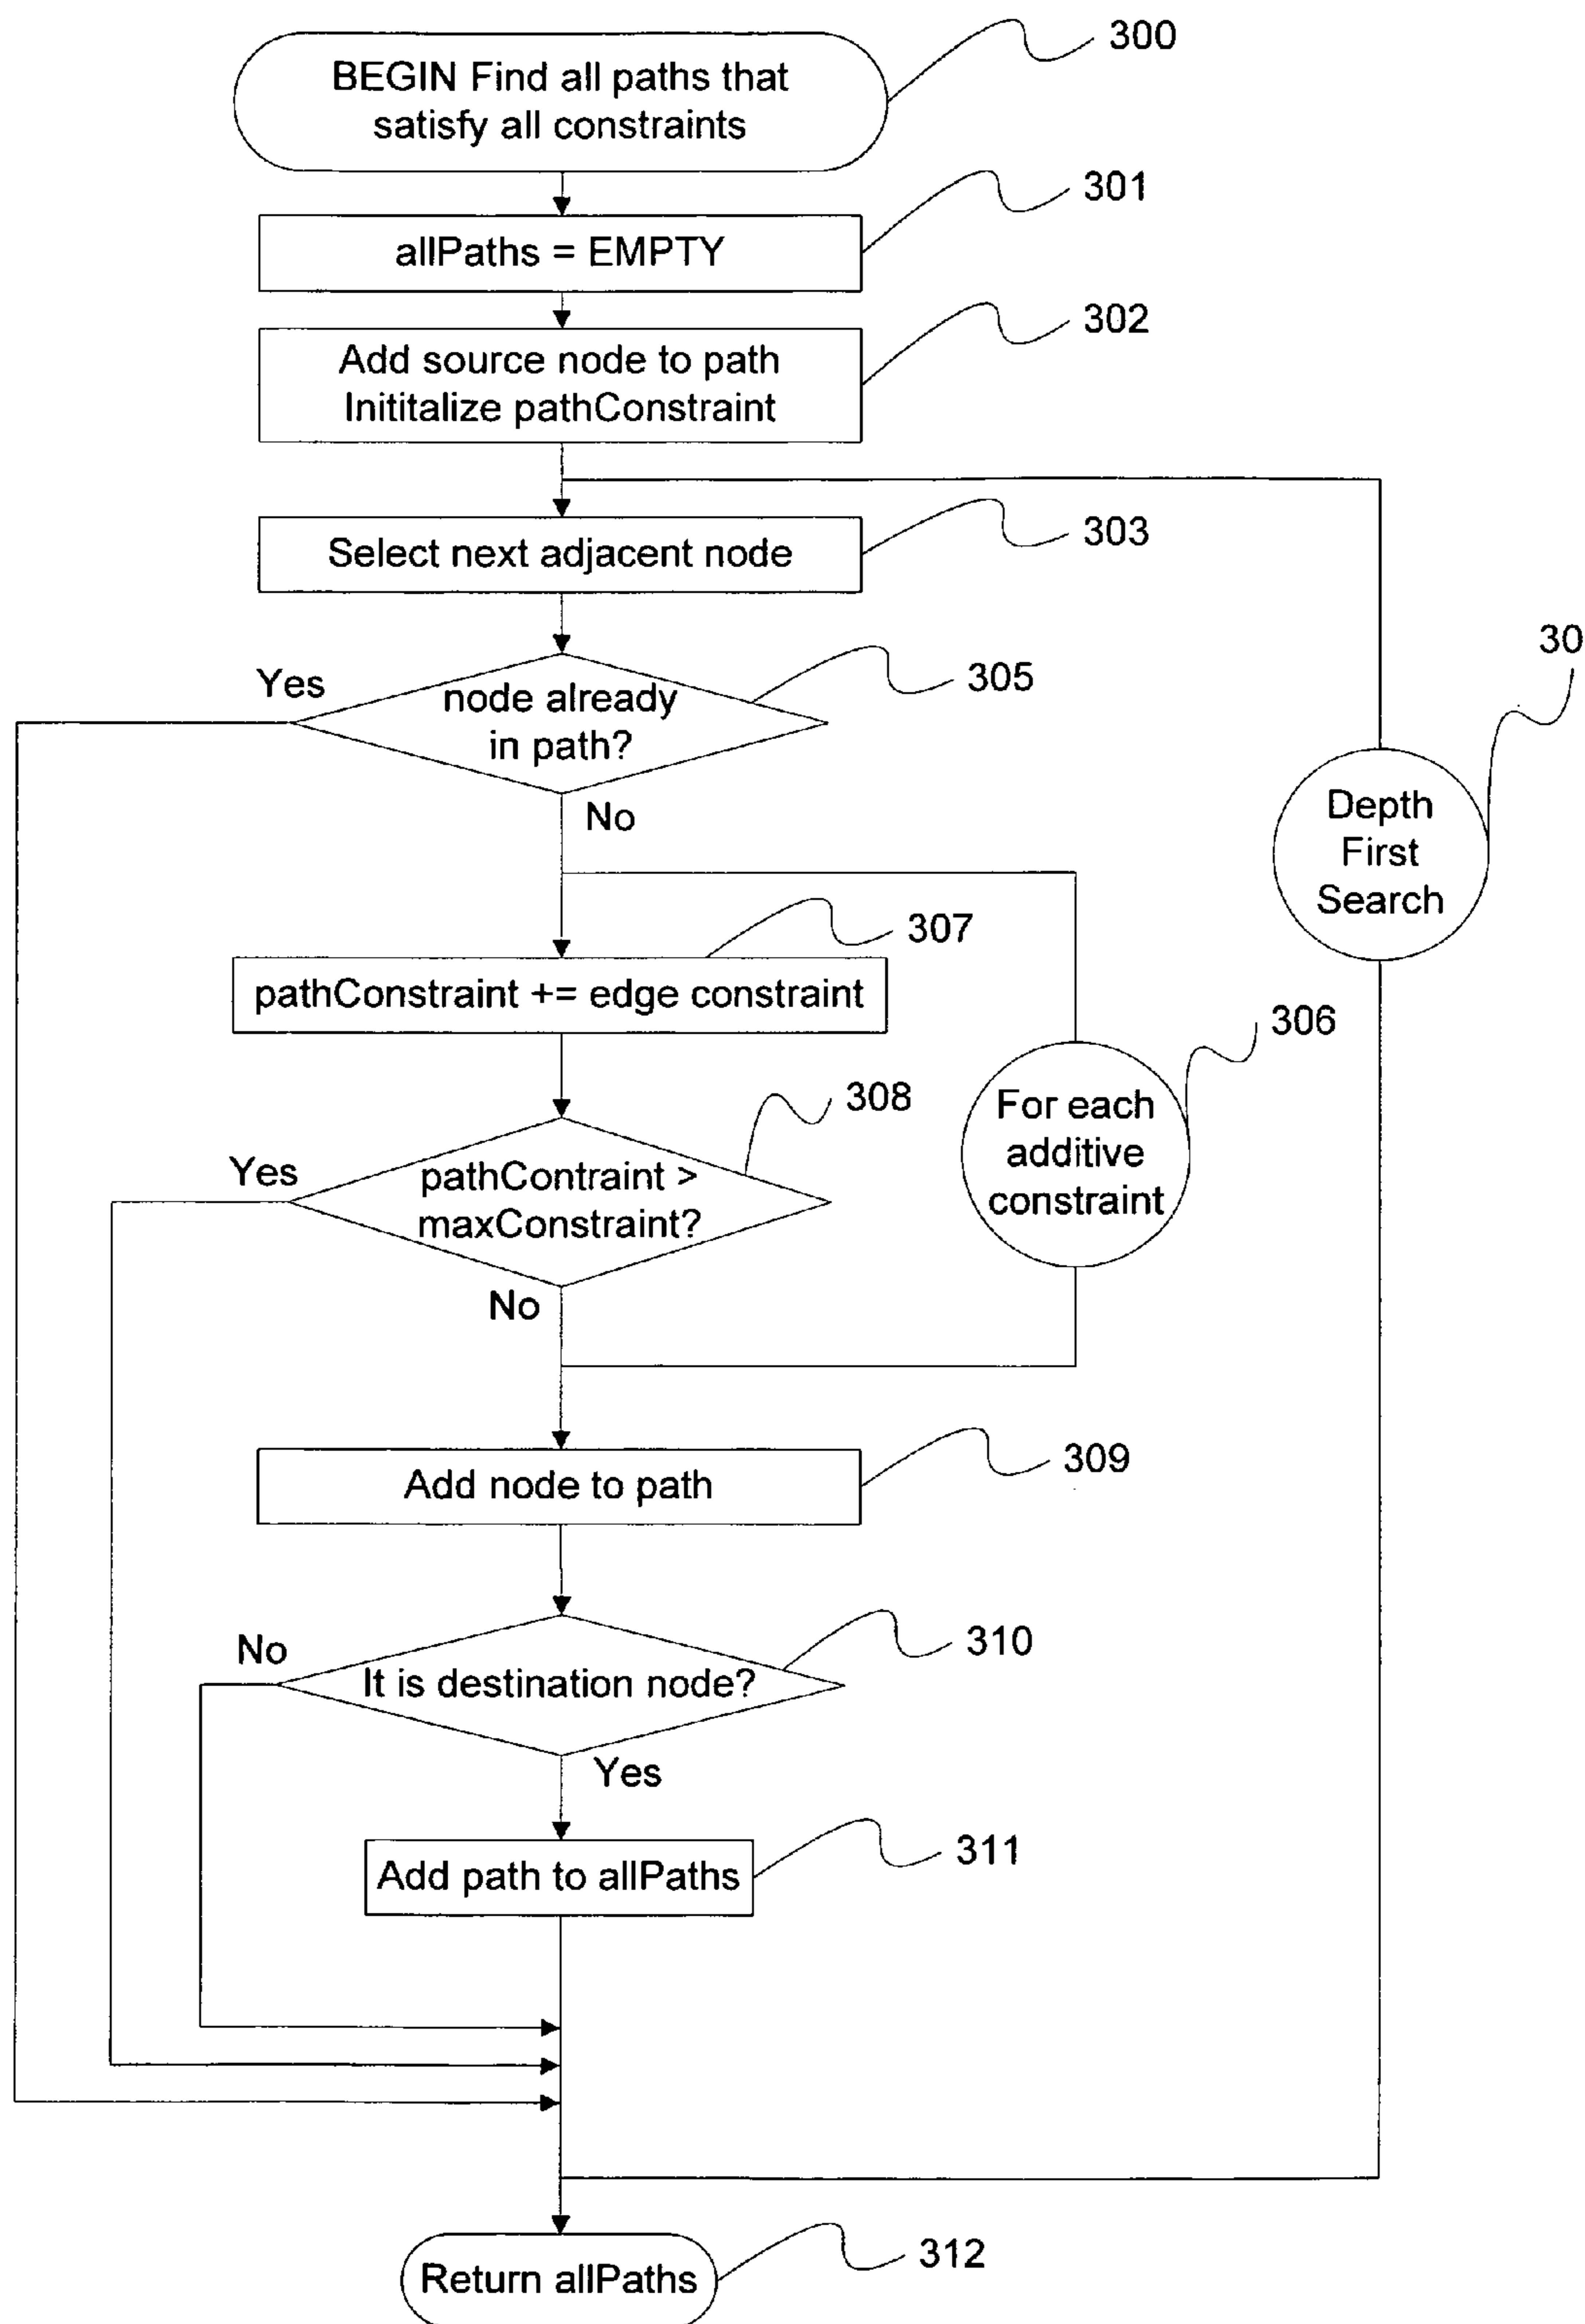 300
BEGIN Find all paths that
satisfy all constraints
301
allPaths = EMPTY
302
Add source node to path
Inititalize pathConstraint
303
Select next adjacent node
30
305
Yes
node already
in path?
No
Depth
First
Search
307
pathConstraint += edge constraint
306
308
For each
additive
constraint
Yes
pathContraint >
maxConstraint?
No
309
Add node to path
310
No
It is destination node?
Yes
311
Add path to allPaths
312
Return allPaths